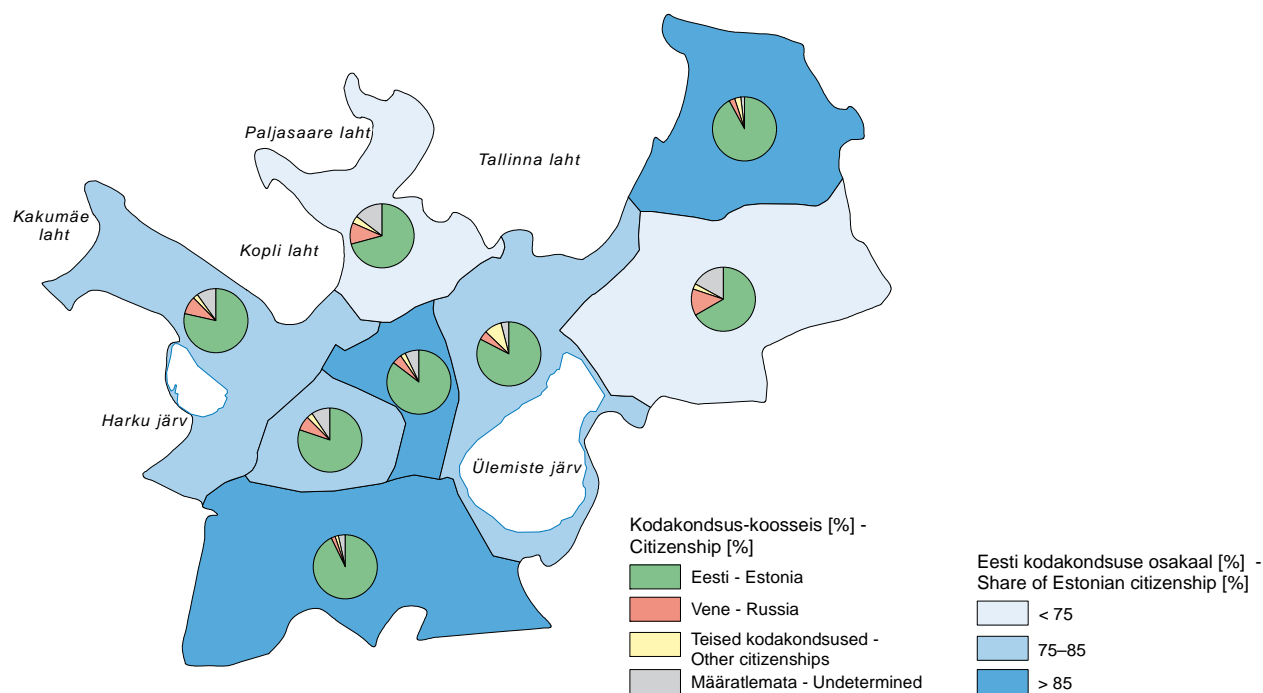 Paljasaare laht
Tallinna laht
Kakumäe
laht
Kopli laht
Harku järv
Ülemiste järv
Kodakondsus-koosseis [%] -
Citizenship [%]
Eesti - Estonia
Vene - Russia
Teised kodakondsused -
Other citizenships
Määratlemata - Undetermined
Eesti kodakondsuse osakaal [%] -
Share of Estonian citizenship [%]
< 75
75–85
> 85